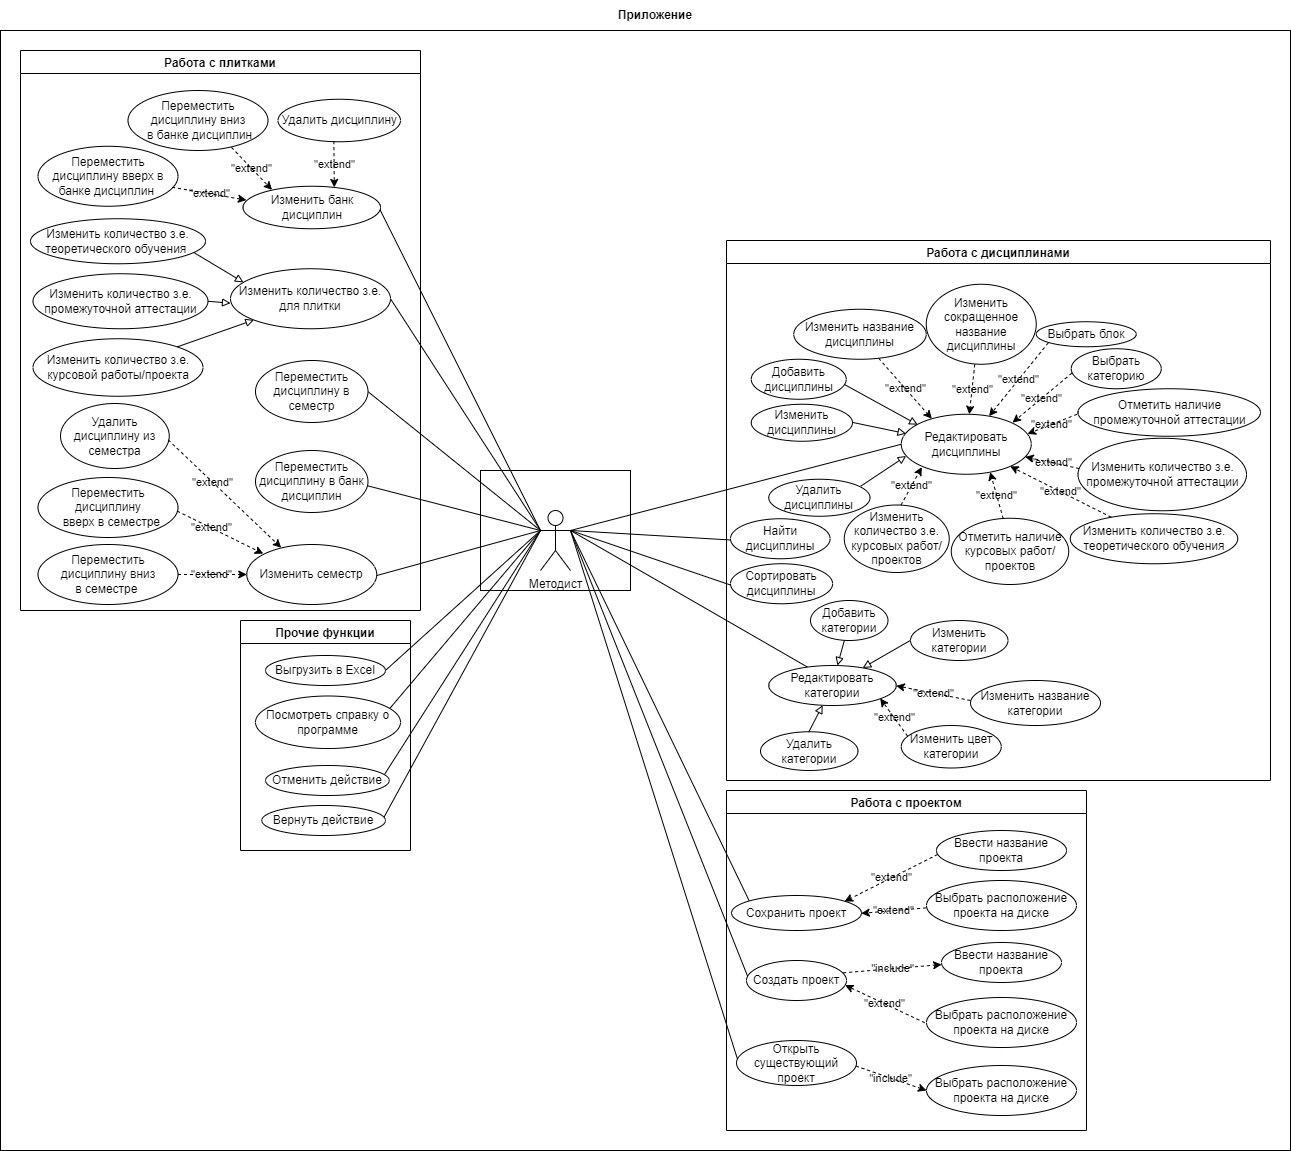 Приложение
Работа с плитками
Переместить
дисциплину вниз
в банке дисциплин
Удалить дисциплину
"extend"
"extend"
Переместить
дисциплину вверх в
банке дисциплин
"extend"
Изменить банк
дисциплин
Изменить количество з.е.
теоретического обучения
Изменить количество з.е.
промежуточной аттестации
Изменить количество з.е.
для плитки
Изменить количество з.е.
курсовой работы/проекта
Переместить
дисциплину в
семестр
Удалить
дисциплину из
семестра
"extend"
Переместить
дисциплину в банк
дисциплин
Переместить
дисциплину
вверх в семестре
"extend"
Переместить
дисциплину вниз
в семестре
"extend"
Изменить семестр
Методист
Прочие функции
Выгрузить в Excel
Посмотреть справку о
программе
Отменить действие
Вернуть действие
Работа с дисциплинами
Изменить название
дисциплины
Изменить
сокращенное
название
дисциплины
Выбрать блок
Выбрать
категорию
Добавить
дисциплины
"extend"
"extend"
"extend"
"extend"
Отметить наличие
промежуточной аттестации
Изменить
дисциплины
"extend"
Редактировать
дисциплины
"extend"
Изменить количество з.е.
промежуточной аттестации
Удалить
дисциплины
"extend"
"extend"
"extend"
Найти
дисциплины
Изменить
количество з.е.
курсовых работ/
проектов
Отметить наличие
курсовых работ/
проектов
Изменить количество з.е.
теоретического обучения
Сортировать
дисциплины
Добавить
категории
Изменить
категории
Редактировать
категории
"extend"
Изменить название
категории
"extend"
Удалить
категории
Изменить цвет
категории
Работа с проектом
Ввести название
проекта
"extend"
Сохранить проект
"extend"
Выбрать расположение
проекта на диске
Ввести название
проекта
"include"
Создать проект
"extend"
Выбрать расположение
проекта на диске
Открыть
существующий
проект
"include"
Выбрать расположение
проекта на диске